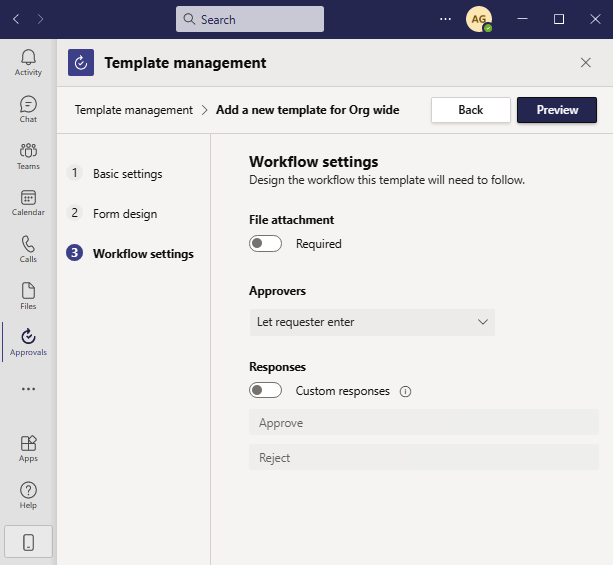 Search
...
AG
Activity
Chat
Teams
Calendar
Calls
Files
Approvals
...
Apps
Help
Template management
Template management > Add a new template for Org wide
Back
Preview
1 Basic settings
2 Form design
3 Workflow settings
Workflow settings
Design the workflow this template will need to follow.
File attachment
Required
Approvers
Let requester enter
Responses
Custom responses
Approve
Reject